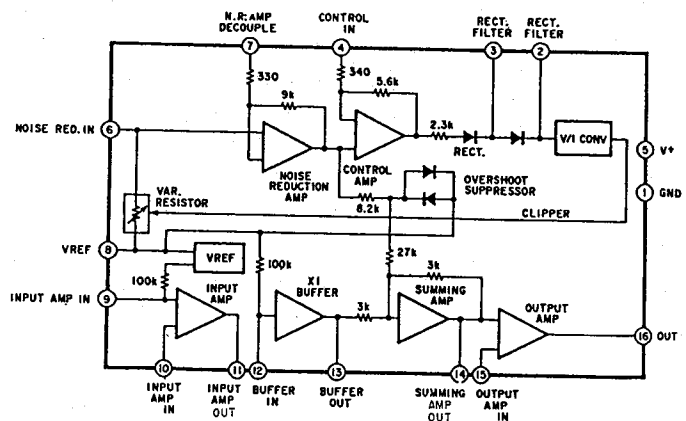 N.R. AMP
DECOUPLE
CONTROL
IN
RECT.
FILTER
RECT.
FILTER
7
4
3
2
330
340
9k
5.6k
2.3k
NOISE RED. IN
6
V/I CONV
5
V+
RECT.
NOISE
REDUCTION
AMP
CONTROL
AMP
OVERSHOOT
SUPPRESSOR
1
GND
VAR.
RESISTOR
8.2k
CLIPPER
VREF
8
VREF
100k
27k
100k
INPUT AMP IN
9
INPUT
AMP
X1
BUFFER
3k
3k
SUMMING
AMP
OUTPUT
AMP
16
OUT
10
11
12
13
14
15
INPUT
AMP
IN
INPUT
AMP
OUT
BUFFER
IN
BUFFER
OUT
SUMMING
AMP
OUT
OUTPUT
AMP IN